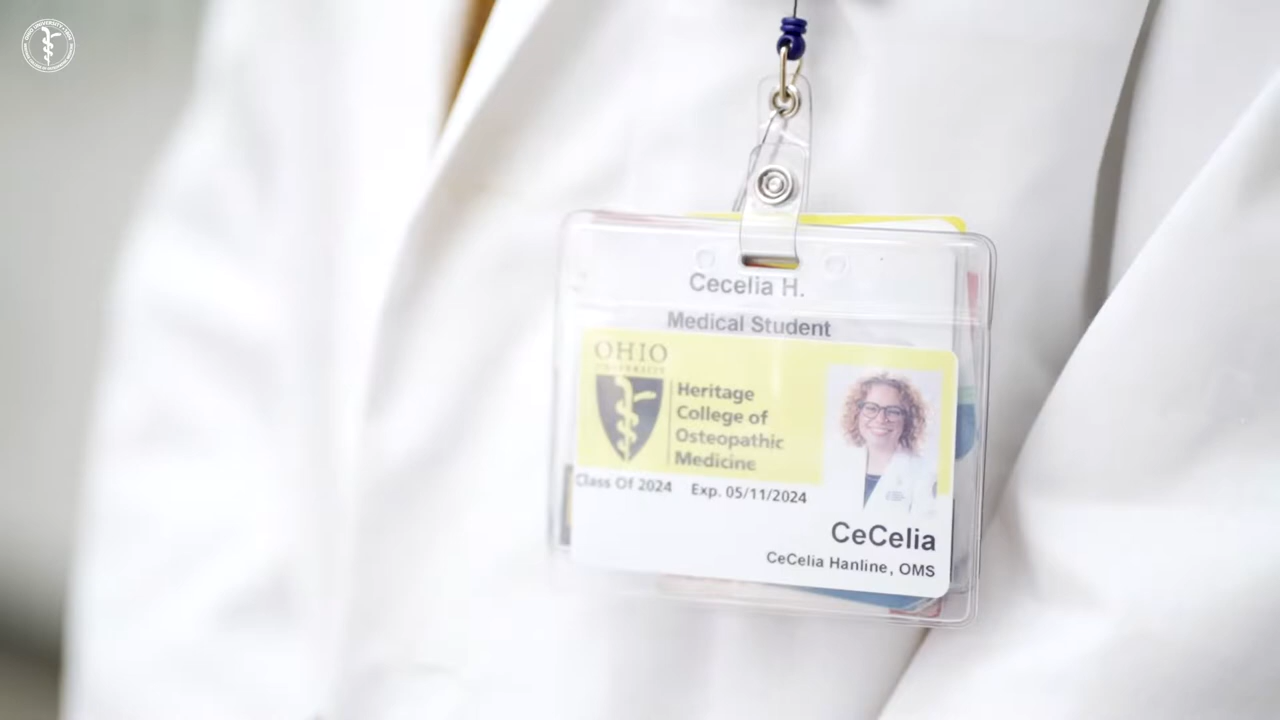 Cecelia H.
Medical Student
OHIO
UNIVERSITY
Heritage
College of
Osteopathic
Medicine
Class Of 2024 Exp. 05/11/2024
CeCelia
CeCelia Hanline, OMS